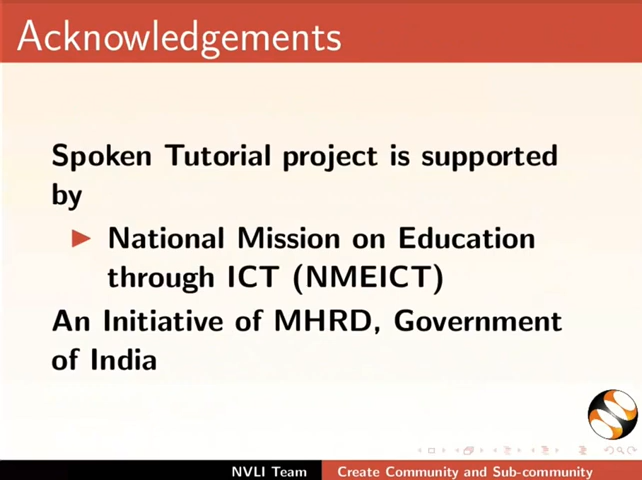 Acknowledgements
Spoken Tutorial project is supported
by
National Mission on Education
through ICT (NMEICT)
An Initiative of MHRD, Government
of India
NVLI Team
Create Community and Sub-community